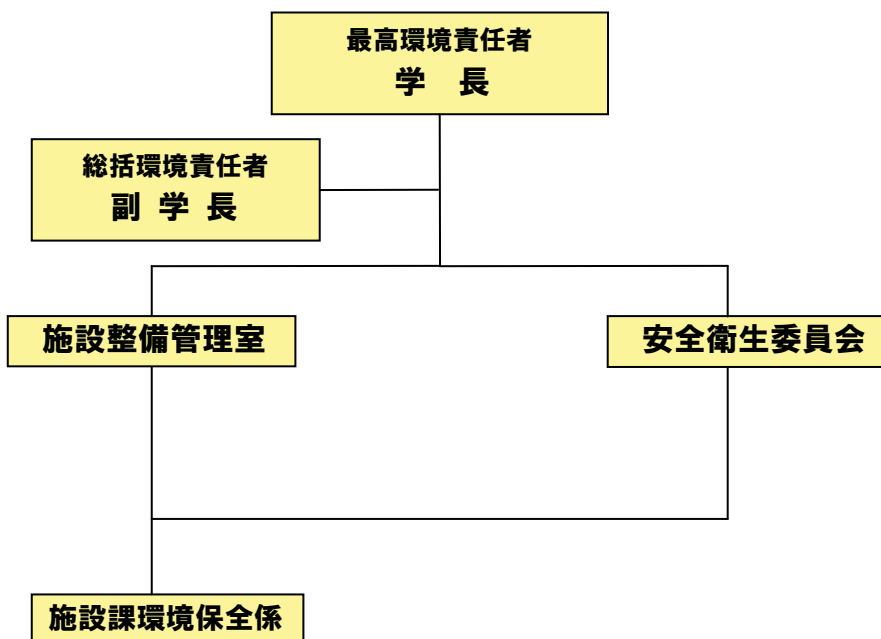 最高環境責任者
学　長
総括環境責任者
副 学 長
施設整備管理室
安全衛生委員会
施設課環境保全係